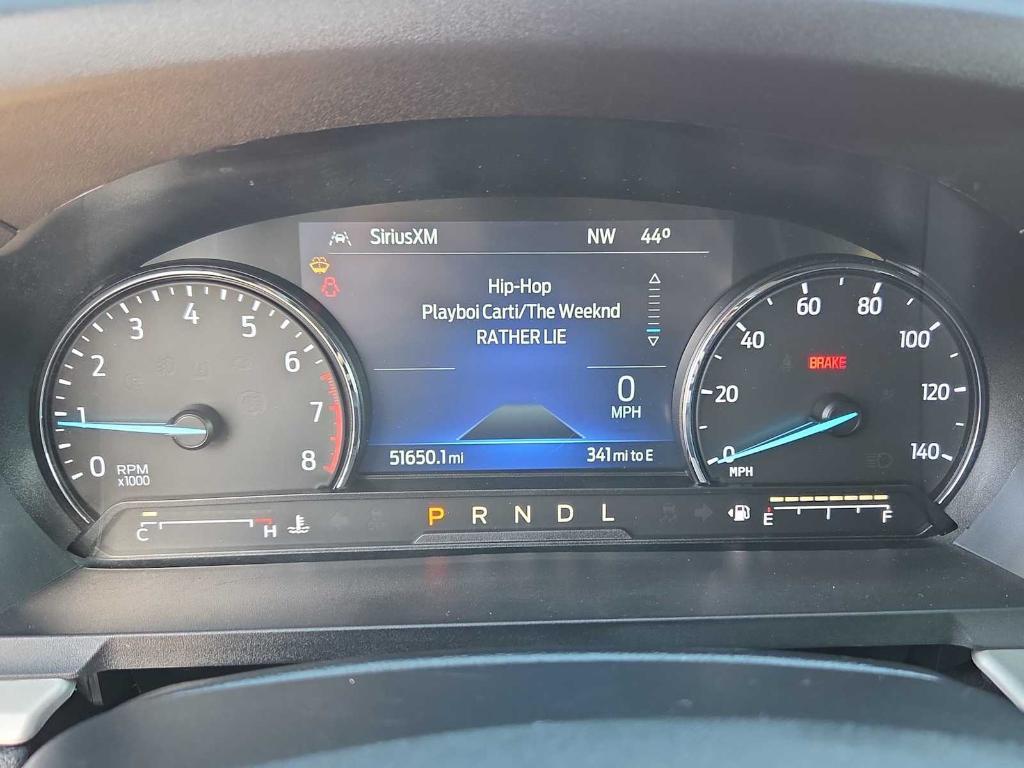 SiriusXM NW 44º
Hip-Hop
Playboi Carti/The Weeknd
RATHER LIE
0
MPH
51650.1 mi 341 mi to E
0 1 2 3 4 5 6 7 8
RPM
x1000
0 20 40 60 80 100 120 140
MPH
BRAKE
C H
P R N D L
E F